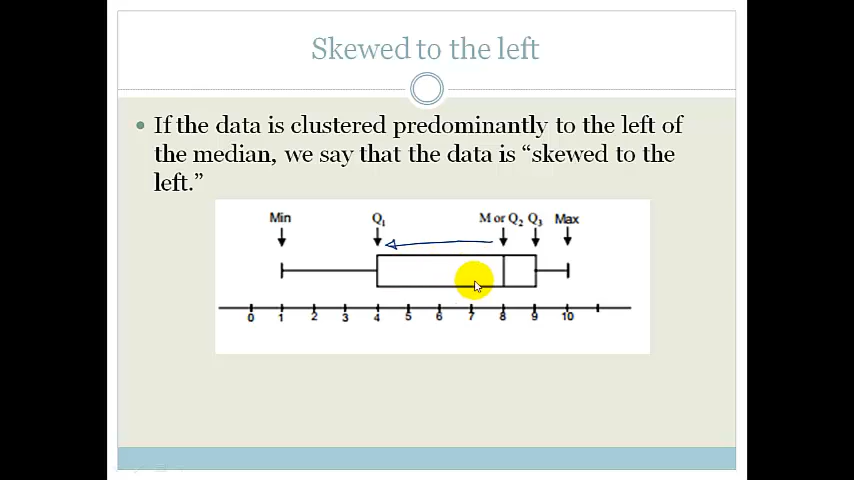 Skewed to the left
If the data is clustered predominantly to the left of
the median, we say that the data is “skewed to the
left.”
Min Q1 M or Q2 Q3 Max
0 1 2 3 4 5 6 7 8 9 10